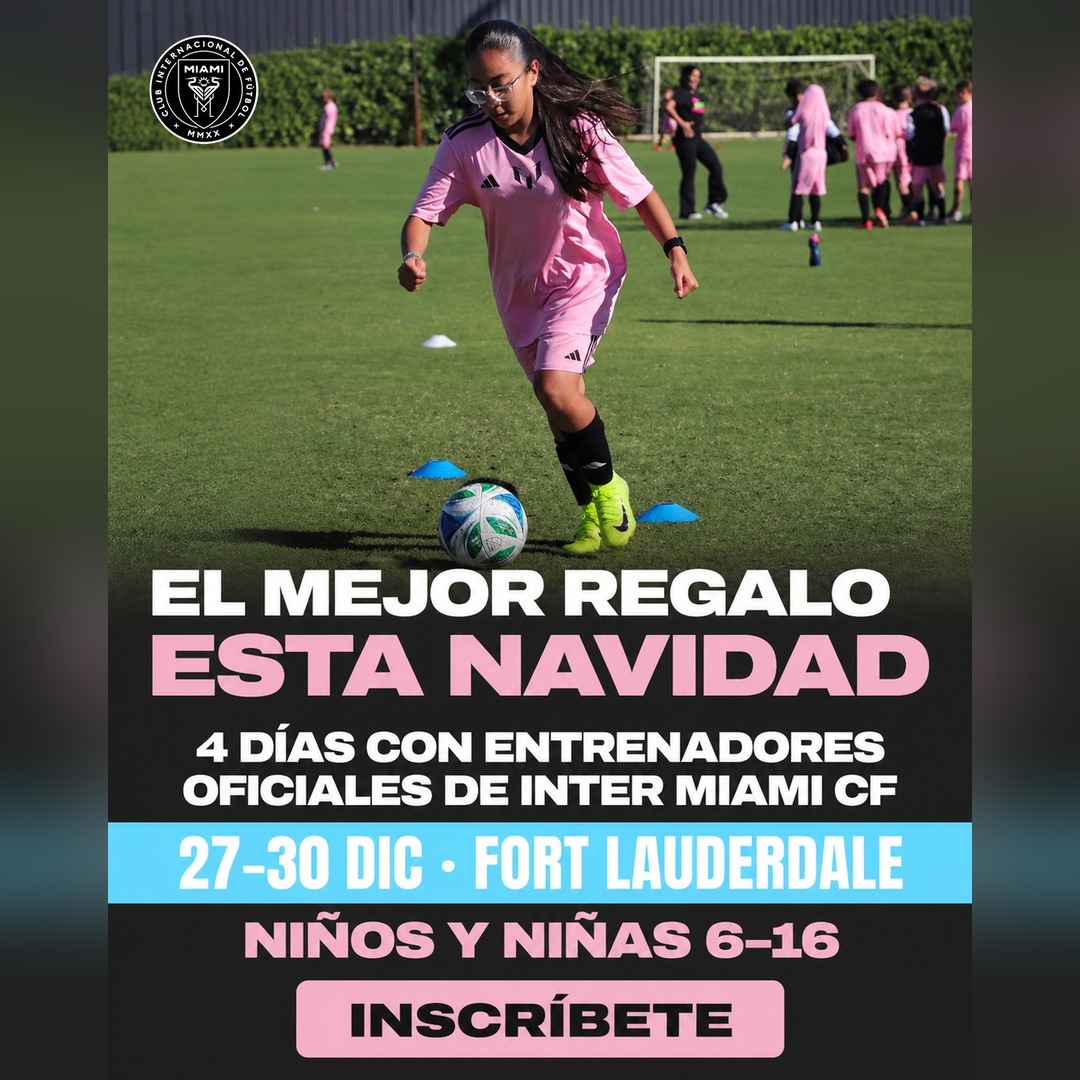 CLUB INTERNACIONAL DE FÚTBOL
MIAMI
MMXX
EL MEJOR REGALO
ESTA NAVIDAD
4 DÍAS CON ENTRENADORES
OFICIALES DE INTER MIAMI CF
27–30 DIC • FORT LAUDERDALE
NIÑOS Y NIÑAS 6–16
INSCRÍBETE